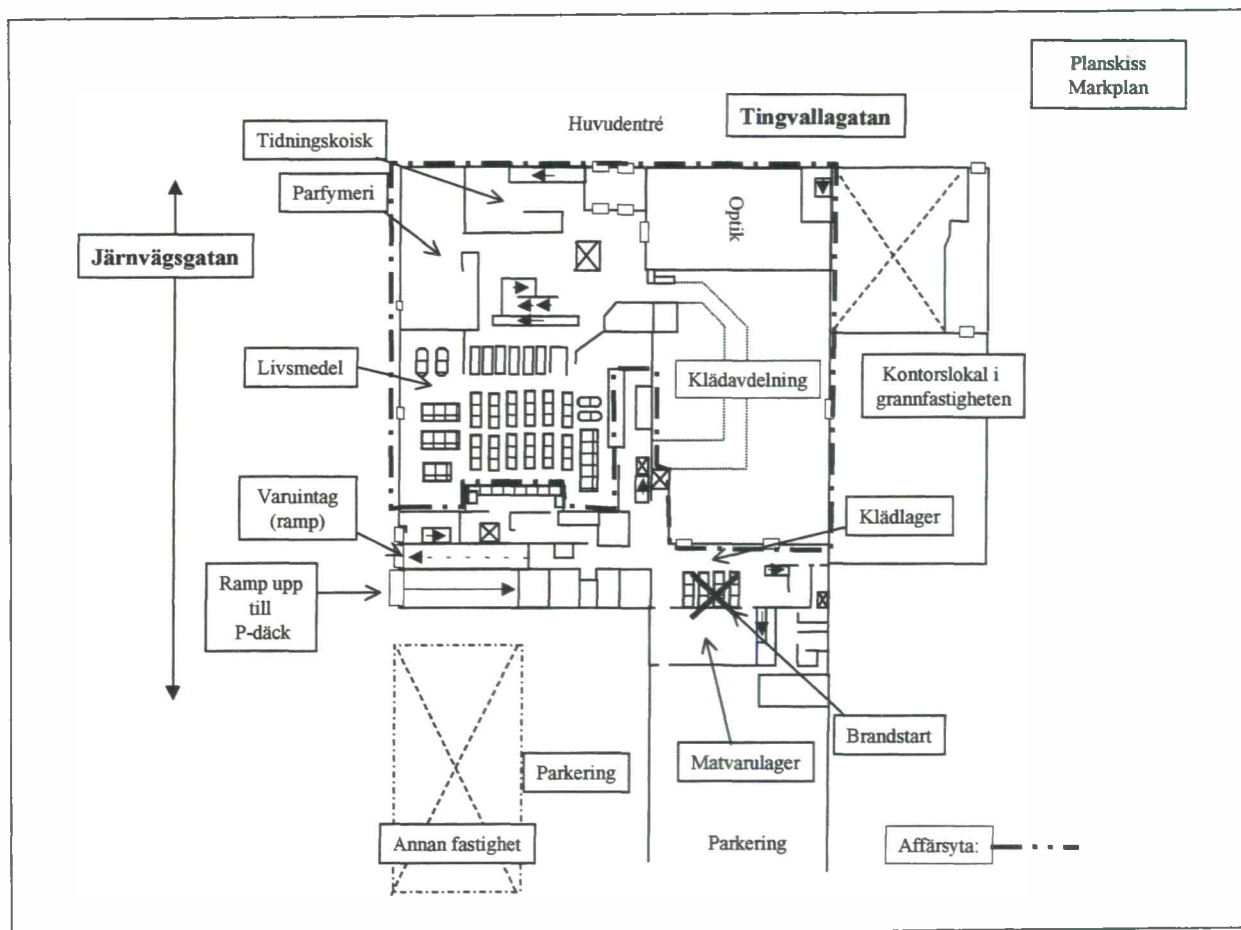 Planskiss
Markplan
Huvudentré
Tingvallagatan
Tidningskoisk
Parfymeri
Optik
Järnvägsgatan
Livsmedel
Klädavdelning
Kontorslokal i
grannfastigheten
Varuintag
(ramp)
Klädlager
Ramp upp
till
P-däck
Brandstart
Matvarulager
Parkering
Annan fastighet
Parkering
Affärsyta: